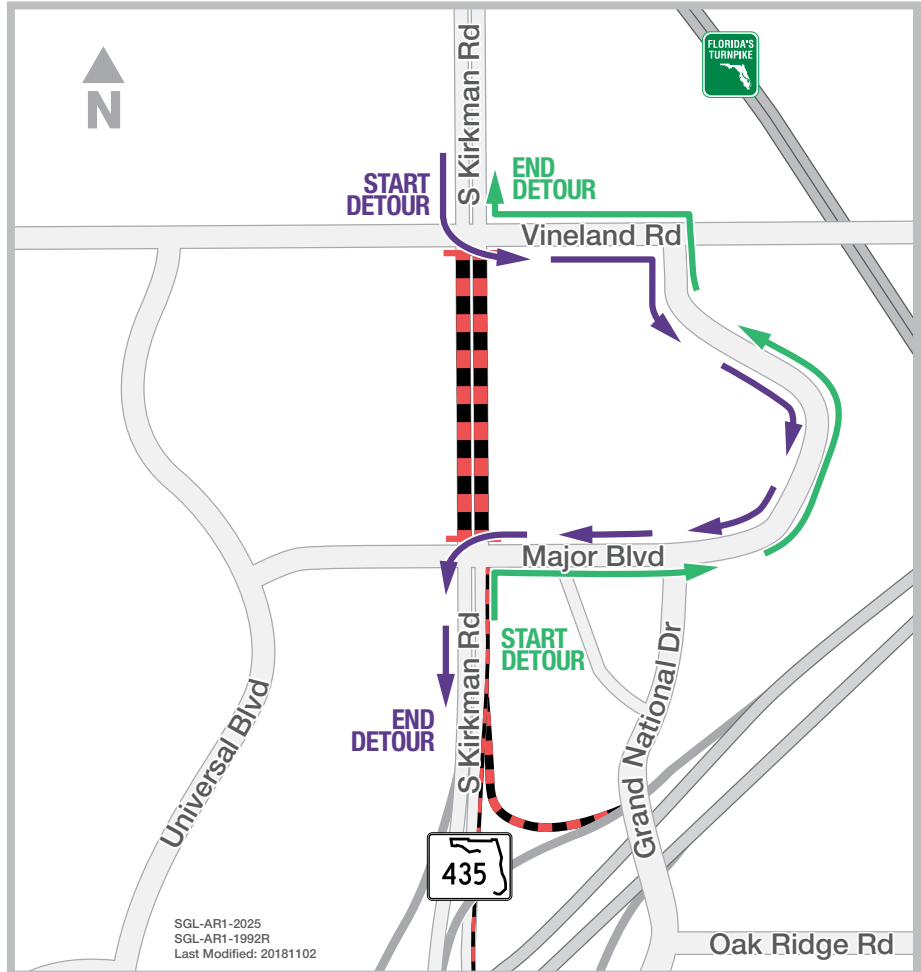 FLORIDA'S
TURNPIKE
N
S Kirkman Rd
START
DETOUR
END
DETOUR
Vineland Rd
Major Blvd
START
DETOUR
END
DETOUR
S Kirkman Rd
Grand National Dr
Universal Blvd
435
SGL-AR1-2025
SGL-AR1-1992R
Last Modified: 20181102
Oak Ridge Rd